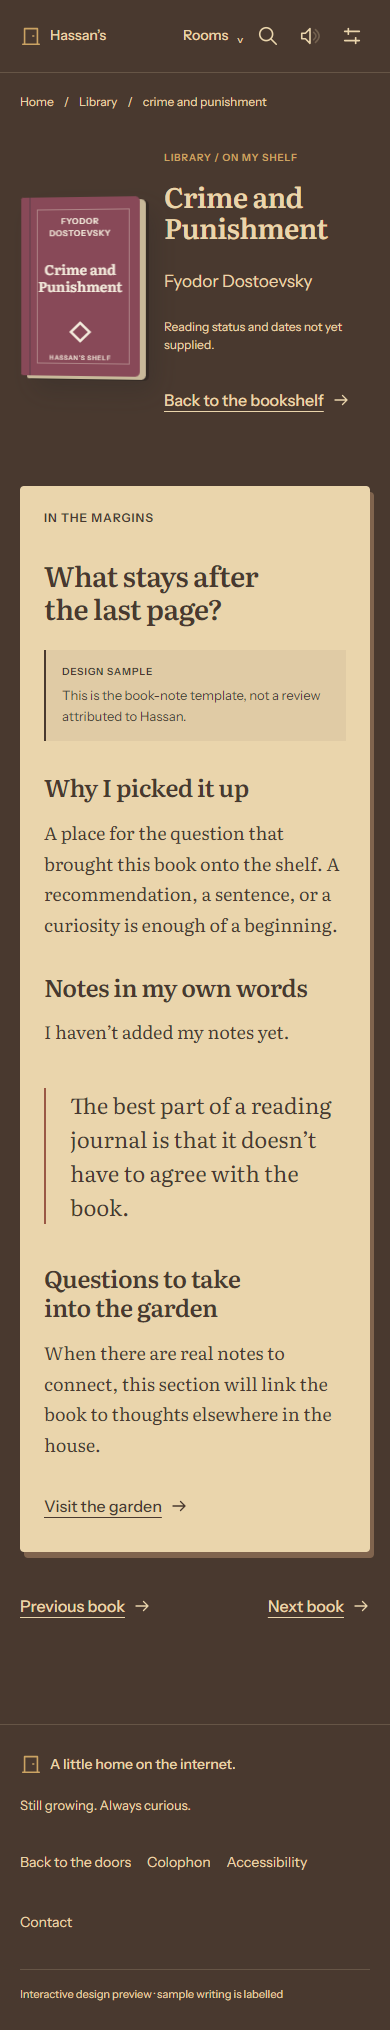 Hassan's
Rooms v
Home / Library / crime and punishment
LIBRARY / ON MY SHELF
Crime and
Punishment
Fyodor Dostoevsky
Reading status and dates not yet
supplied.
Back to the bookshelf →
FYODOR
DOSTOEVSKY
Crime and
Punishment
HASSAN'S SHELF
IN THE MARGINS
What stays after
the last page?
DESIGN SAMPLE
This is the book-note template, not a review
attributed to Hassan.
Why I picked it up
A place for the question that
brought this book onto the shelf. A
recommendation, a sentence, or a
curiosity is enough of a beginning.
Notes in my own words
I haven't added my notes yet.
The best part of a reading
journal is that it doesn't
have to agree with the
book.
Questions to take
into the garden
When there are real notes to
connect, this section will link the
book to thoughts elsewhere in the
house.
Visit the garden →
Previous book → Next book →
A little home on the internet.
Still growing. Always curious.
Back to the doors Colophon Accessibility
Contact
Interactive design preview · sample writing is labelled